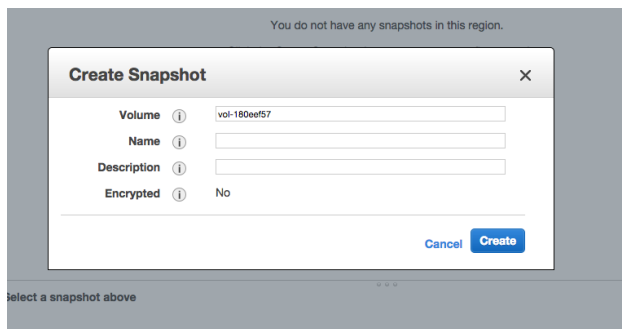 You do not have any snapshots in this region.
Create Snapshot ×
Volume i vol-180eef57
Name i
Description i
Encrypted i No
Cancel Create
Select a snapshot above